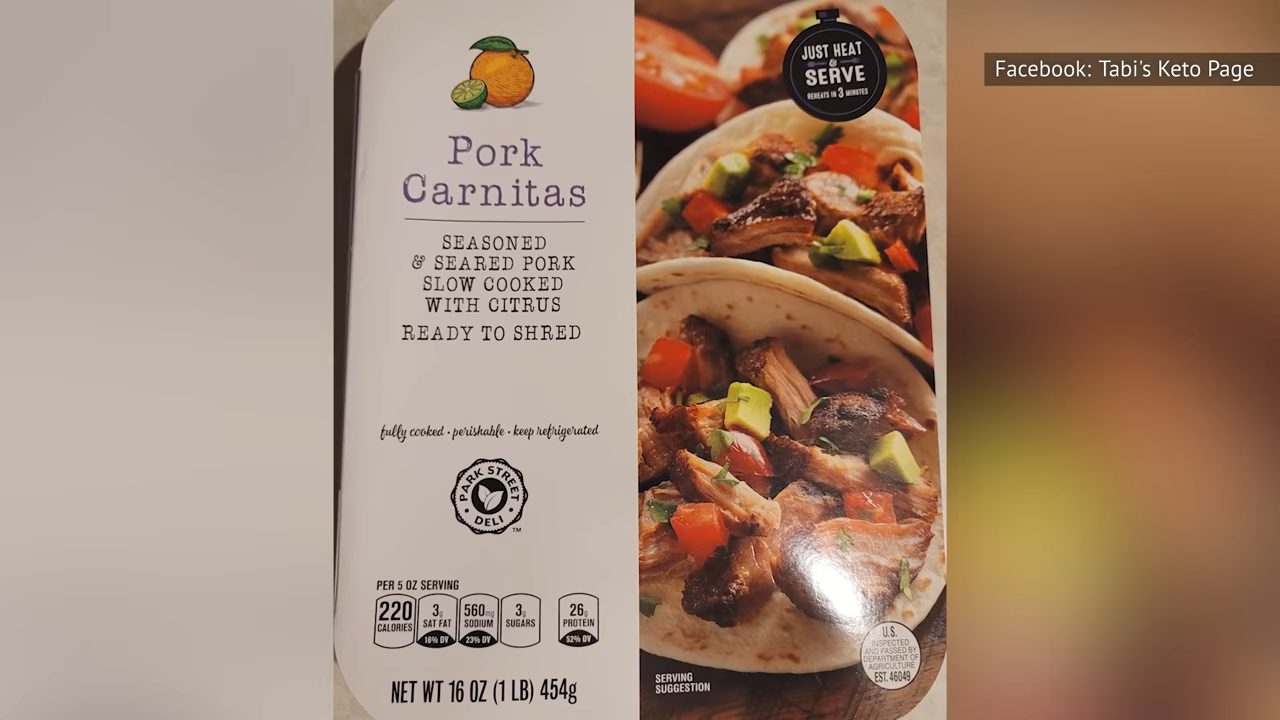 Facebook: Tabi's Keto Page
Pork
Carnitas
SEASONED
& SEARED PORK
SLOW COOKED
WITH CITRUS
READY TO SHRED
fully cooked • perishable • keep refrigerated
PARK STREET
DELI
TM
PER 5 OZ SERVING
220
CALORIES
3g
SAT FAT
16% DV
560mg
SODIUM
23% DV
3g
SUGARS
26g
PROTEIN
52% DV
NET WT 16 OZ (1 LB) 454g
JUST HEAT
&
SERVE
REHEATS IN 3 MINUTES
SERVING
SUGGESTION
U.S.
INSPECTED
AND PASSED BY
DEPARTMENT OF
AGRICULTURE
EST. 46049